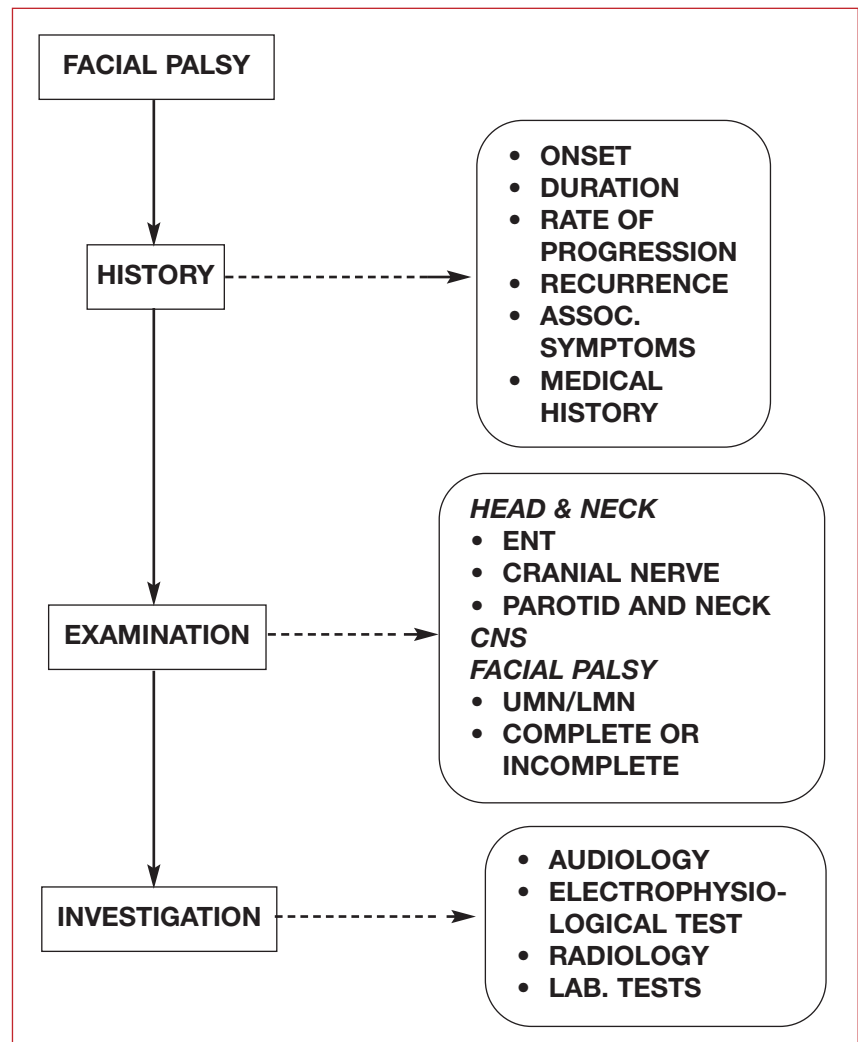 FACIAL PALSY
HISTORY
• ONSET
• DURATION
• RATE OF
PROGRESSION
• RECURRENCE
• ASSOC.
SYMPTOMS
• MEDICAL
HISTORY
EXAMINATION
HEAD & NECK
• ENT
• CRANIAL NERVE
• PAROTID AND NECK
CNS
FACIAL PALSY
• UMN/LMN
• COMPLETE OR
INCOMPLETE
INVESTIGATION
• AUDIOLOGY
• ELECTROPHYSIO-
LOGICAL TEST
• RADIOLOGY
• LAB. TESTS